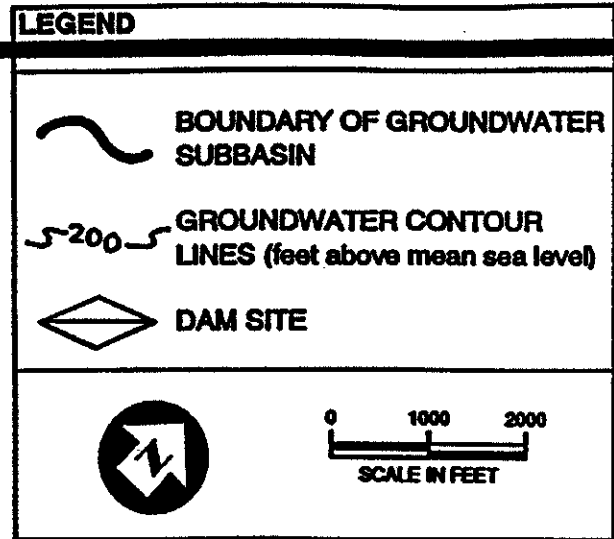 LEGEND
BOUNDARY OF GROUNDWATER
SUBBASIN
200
GROUNDWATER CONTOUR
LINES (feet above mean sea level)
DAM SITE
N
0 1000 2000
SCALE IN FEET